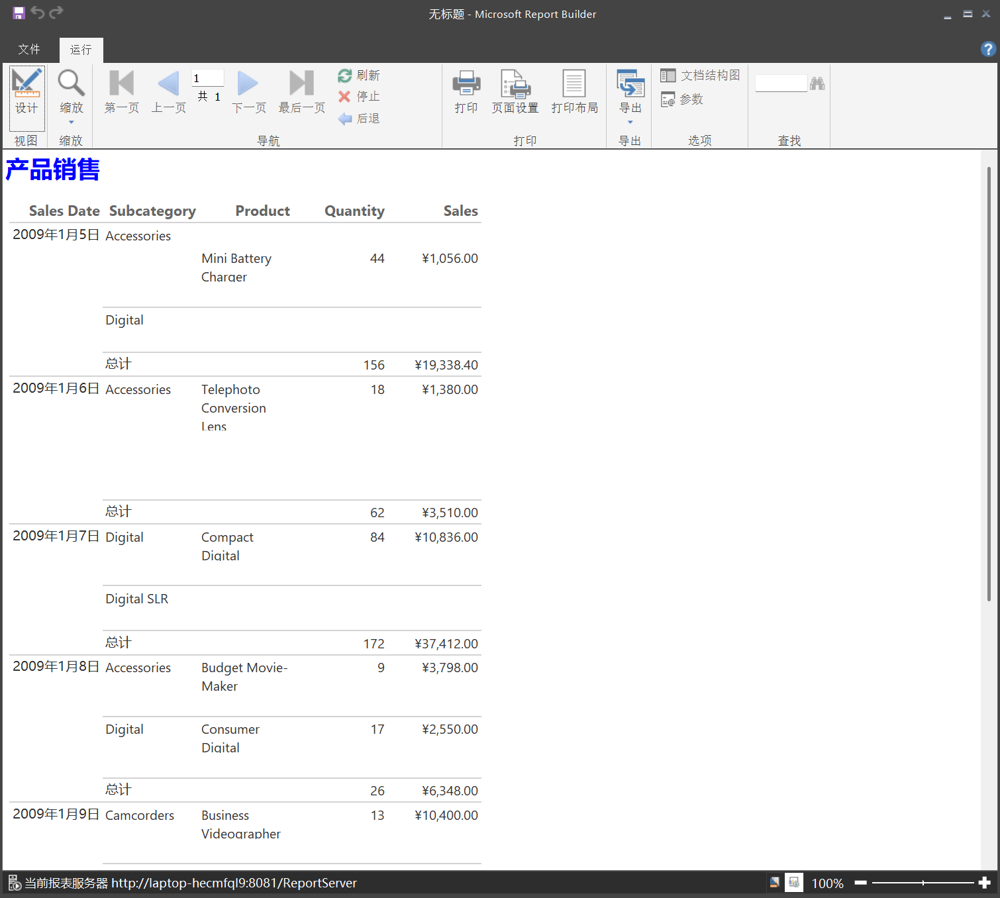 无标题 - Microsoft Report Builder
文件 运行
设计 缩放 第一页 上一页 1 共 1 下一页 最后一页 刷新 停止 后退 打印 页面设置 打印布局 导出 文档结构图 参数
视图 缩放 导航 打印 导出 选项 查找
产品销售
Sales Date Subcategory Product Quantity Sales
2009年1月5日 Accessories
Mini Battery 44 ¥1,056.00
Charger
Digital
总计 156 ¥19,338.40
2009年1月6日 Accessories Telephoto 18 ¥1,380.00
Conversion
Lens
总计 62 ¥3,510.00
2009年1月7日 Digital Compact 84 ¥10,836.00
Digital
Digital SLR
总计 172 ¥37,412.00
2009年1月8日 Accessories Budget Movie- 9 ¥3,798.00
Maker
Digital Consumer 17 ¥2,550.00
Digital
总计 26 ¥6,348.00
2009年1月9日 Camcorders Business 13 ¥10,400.00
Videographer
当前报表服务器 http://laptop-hecmfql9:8081/ReportServer 100%